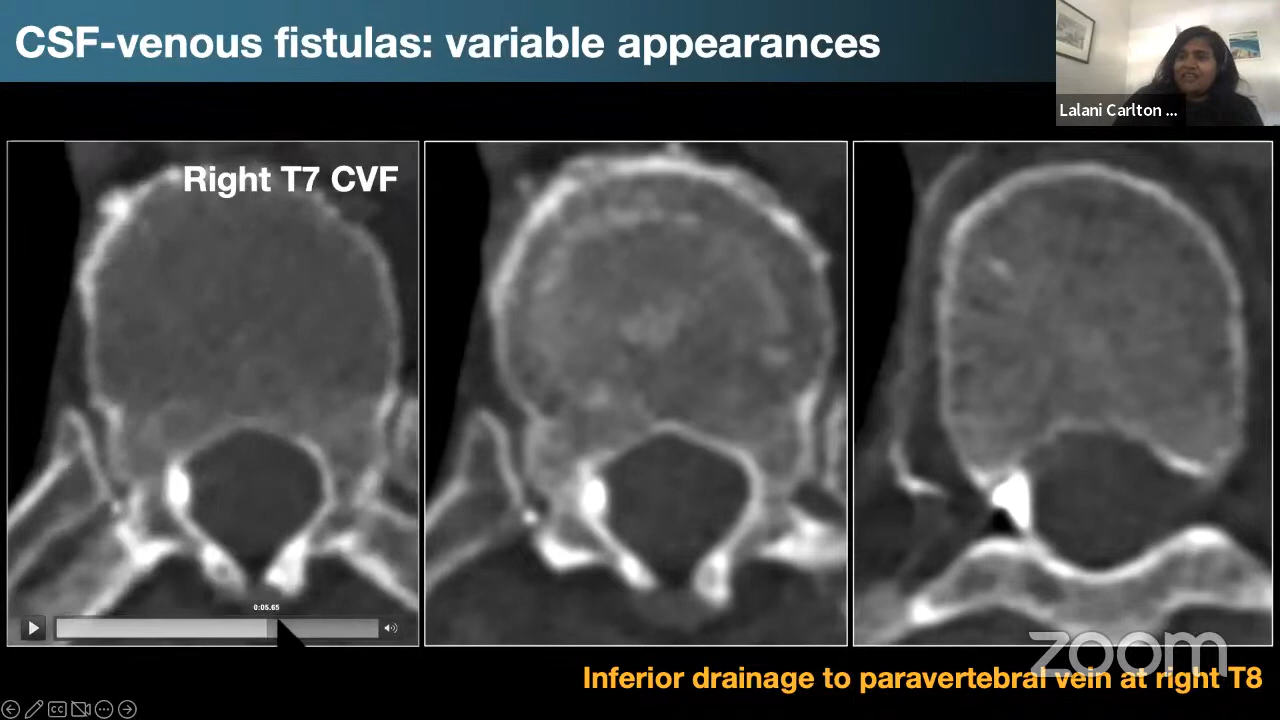 CSF-venous fistulas: variable appearances
Lalani Carlton ...
Right T7 CVF
0:05.65
zoom
Inferior drainage to paravertebral vein at right T8
CC